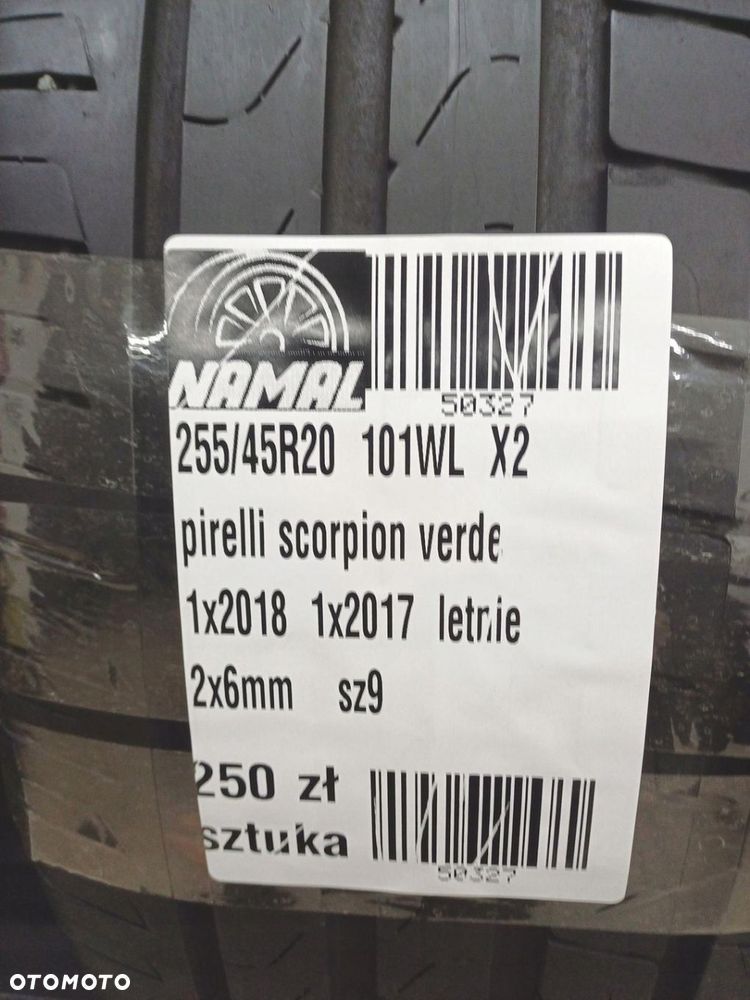 NAMAL
50327
255/45R20 101WL X2
pirelli scorpion verde
1x2018 1x2017 letnie
2x6mm sz9
250 zł
sztuka
50327
OTOMOTO